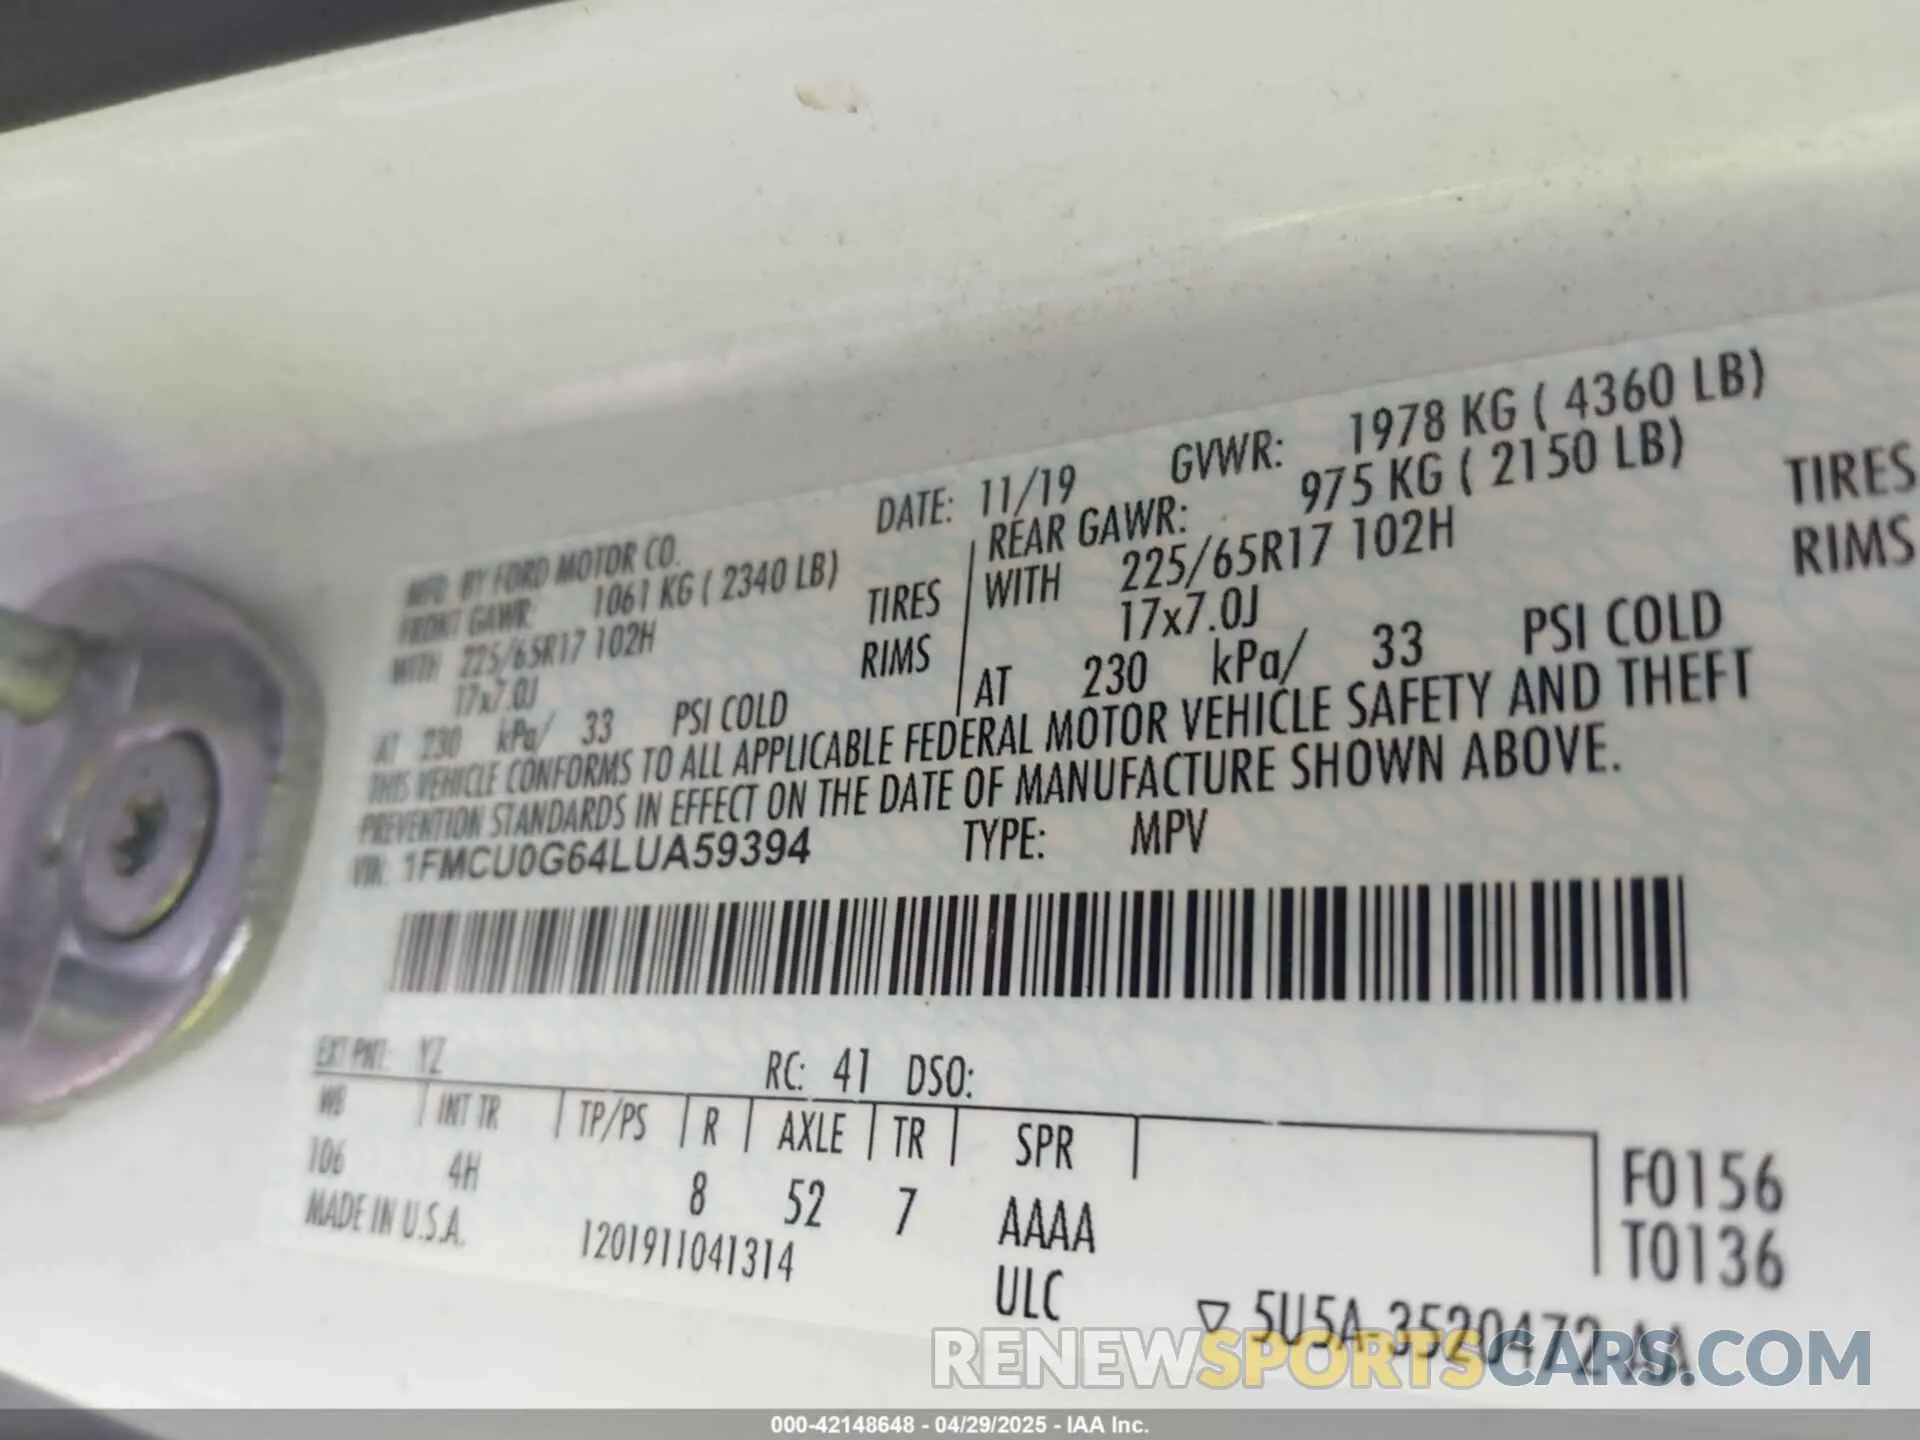 MFD. BY FORD MOTOR CO.
DATE: 11/19
GVWR: 1978 KG ( 4360 LB)
FRONT GAWR: 1061 KG ( 2340 LB)
REAR GAWR: 975 KG ( 2150 LB)
WITH 225/65R17 102H TIRES
WITH 225/65R17 102H TIRES
17x7.0J RIMS
17x7.0J RIMS
AT 230 kPa/ 33 PSI COLD
AT 230 kPa/ 33 PSI COLD
THIS VEHICLE CONFORMS TO ALL APPLICABLE FEDERAL MOTOR VEHICLE SAFETY AND THEFT
PREVENTION STANDARDS IN EFFECT ON THE DATE OF MANUFACTURE SHOWN ABOVE.
VIN: 1FMCU0G64LUA59394 TYPE: MPV
EXT PNT: YZ RC: 41 DSO:
WB INT TR TP/PS R AXLE TR SPR
106 4H 8 52 7 AAAA
F0156
T0136
MADE IN U.S.A. 1201911041314 ULC
5U5A-3520472-AA
RENEWSPORTSCARS.COM
000-42148648 - 04/29/2025 - IAA Inc.